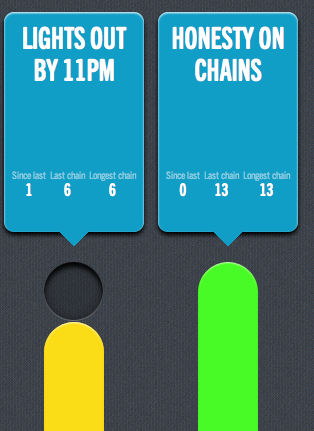 LIGHTS OUT
BY 11PM
Since last Last chain Longest chain
1 6 6
HONESTY ON
CHAINS
Since last Last chain Longest chain
0 13 13